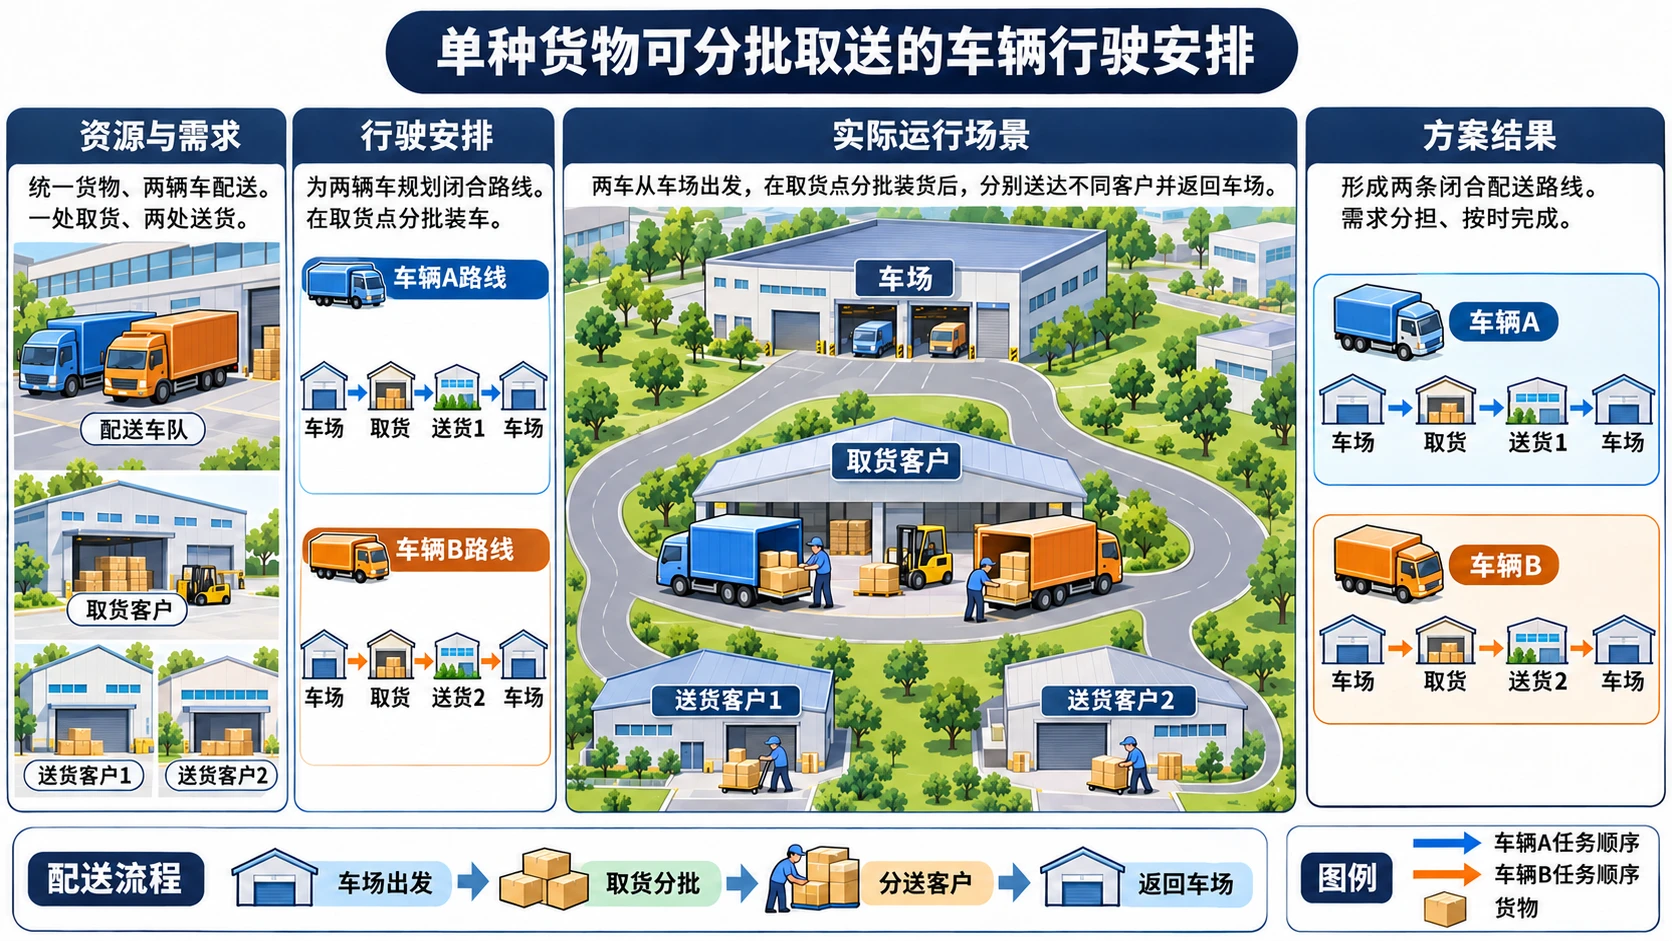 单种货物可分批取送的车辆行驶安排
资源与需求
统一货物、两辆车配送。
一处取货、两处送货。
配送车队
取货客户
送货客户1
送货客户2
行驶安排
为两辆车规划闭合路线。
在取货点分批装车。
车辆A路线
车场
取货
送货1
车场
车辆B路线
车场
取货
送货2
车场
实际运行场景
两车从车场出发，在取货点分批装货后，分别送达不同客户并返回车场。
车场
取货客户
送货客户1
送货客户2
方案结果
形成两条闭合配送路线。
需求分担、按时完成。
车辆A
车场
取货
送货1
车场
车辆B
车场
取货
送货2
车场
配送流程
车场出发
取货分批
分送客户
返回车场
图例
车辆A任务顺序
车辆B任务顺序
货物